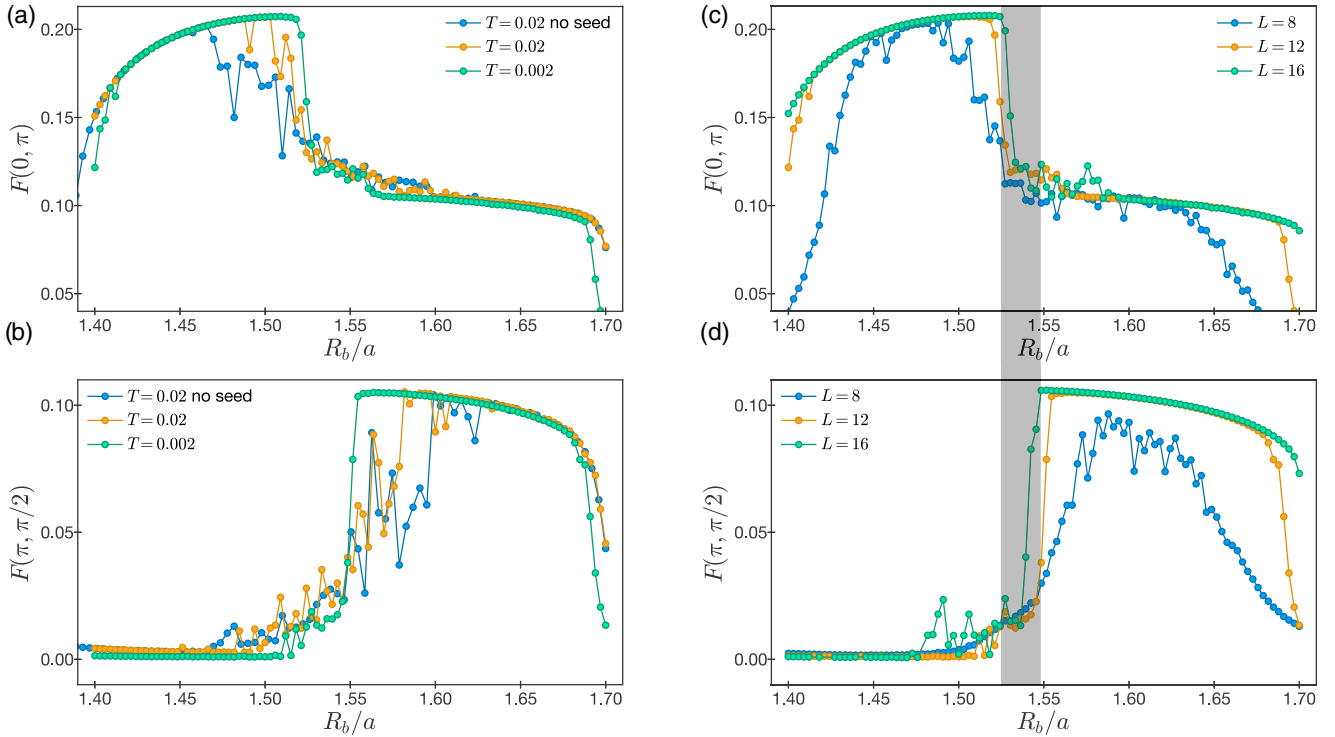 (a)
F(0, π)
0.20
0.15
0.10
0.05
T = 0.02 no seed
T = 0.02
T = 0.002
1.40 1.45 1.50 1.55 1.60 1.65 1.70
R_b/a
(b)
F(π, π/2)
0.10
0.05
0.00
T = 0.02 no seed
T = 0.02
T = 0.002
1.40 1.45 1.50 1.55 1.60 1.65 1.70
R_b/a
(c)
F(0, π)
0.20
0.15
0.10
0.05
L = 8
L = 12
L = 16
1.40 1.45 1.50 1.55 1.60 1.65 1.70
R_b/a
(d)
F(π, π/2)
0.10
0.05
0.00
L = 8
L = 12
L = 16
1.40 1.45 1.50 1.55 1.60 1.65 1.70
R_b/a